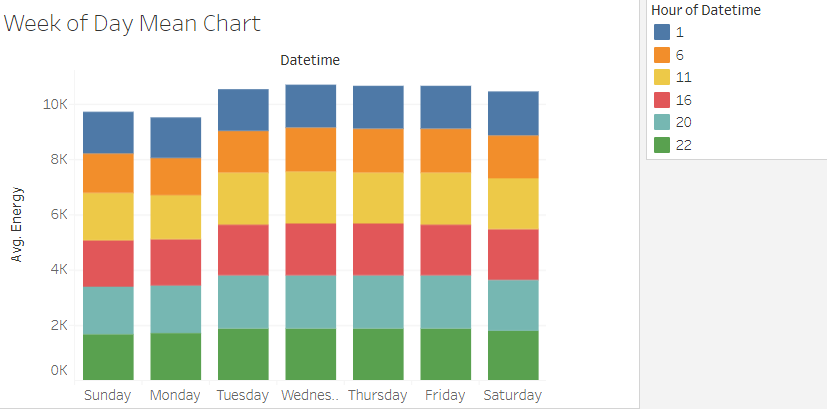 Week of Day Mean Chart
Datetime
Avg. Energy
10K
8K
6K
4K
2K
0K
Sunday Monday Tuesday Wednes.. Thursday Friday Saturday
Hour of Datetime
1
6
11
16
20
22